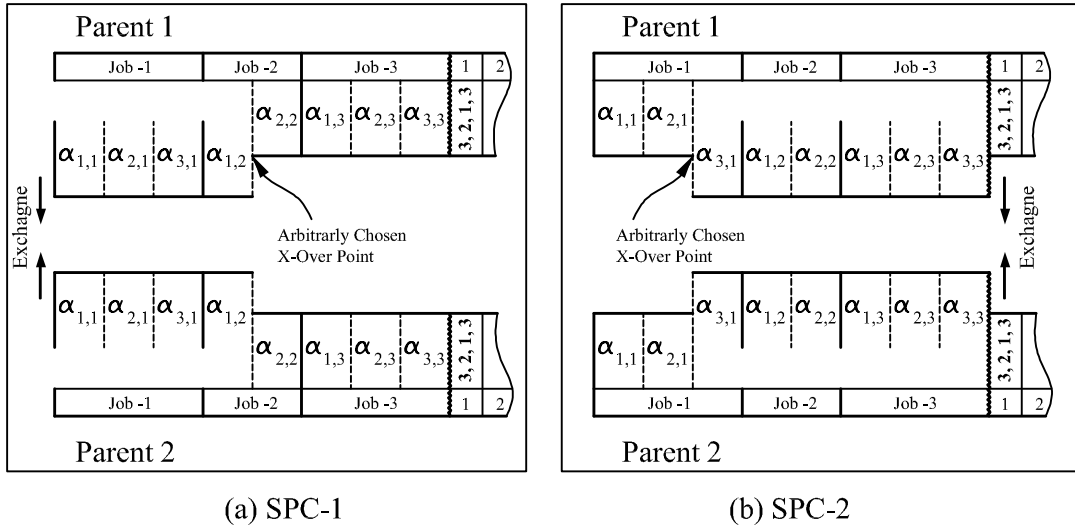 Parent 1
Job -1 Job -2 Job -3 1 2
α2,2 α1,3 α2,3 α3,3 3, 2, 1, 3
α1,1 α2,1 α3,1 α1,2
Exchagne
Arbitrarly Chosen
X-Over Point
α1,1 α2,1 α3,1 α1,2
α2,2 α1,3 α2,3 α3,3 3, 2, 1, 3
Job -1 Job -2 Job -3 1 2
Parent 2
(a) SPC-1
Parent 1
Job -1 Job -2 Job -3 1 2
α1,1 α2,1 3, 2, 1, 3
α3,1 α1,2 α2,2 α1,3 α2,3 α3,3
Arbitrarly Chosen
X-Over Point
Exchagne
α3,1 α1,2 α2,2 α1,3 α2,3 α3,3
α1,1 α2,1 3, 2, 1, 3
Job -1 Job -2 Job -3 1 2
Parent 2
(b) SPC-2